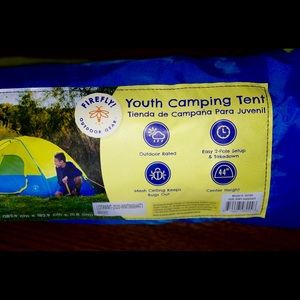 FIREFLY!
OUTDOOR GEAR
Youth Camping Tent
Tienda de Campaña Para Juvenil
Outdoor Rated
Easy 2-Pole Setup
& Takedown
Mesh Ceiling Keeps
Bugs Out
44"
Center Height